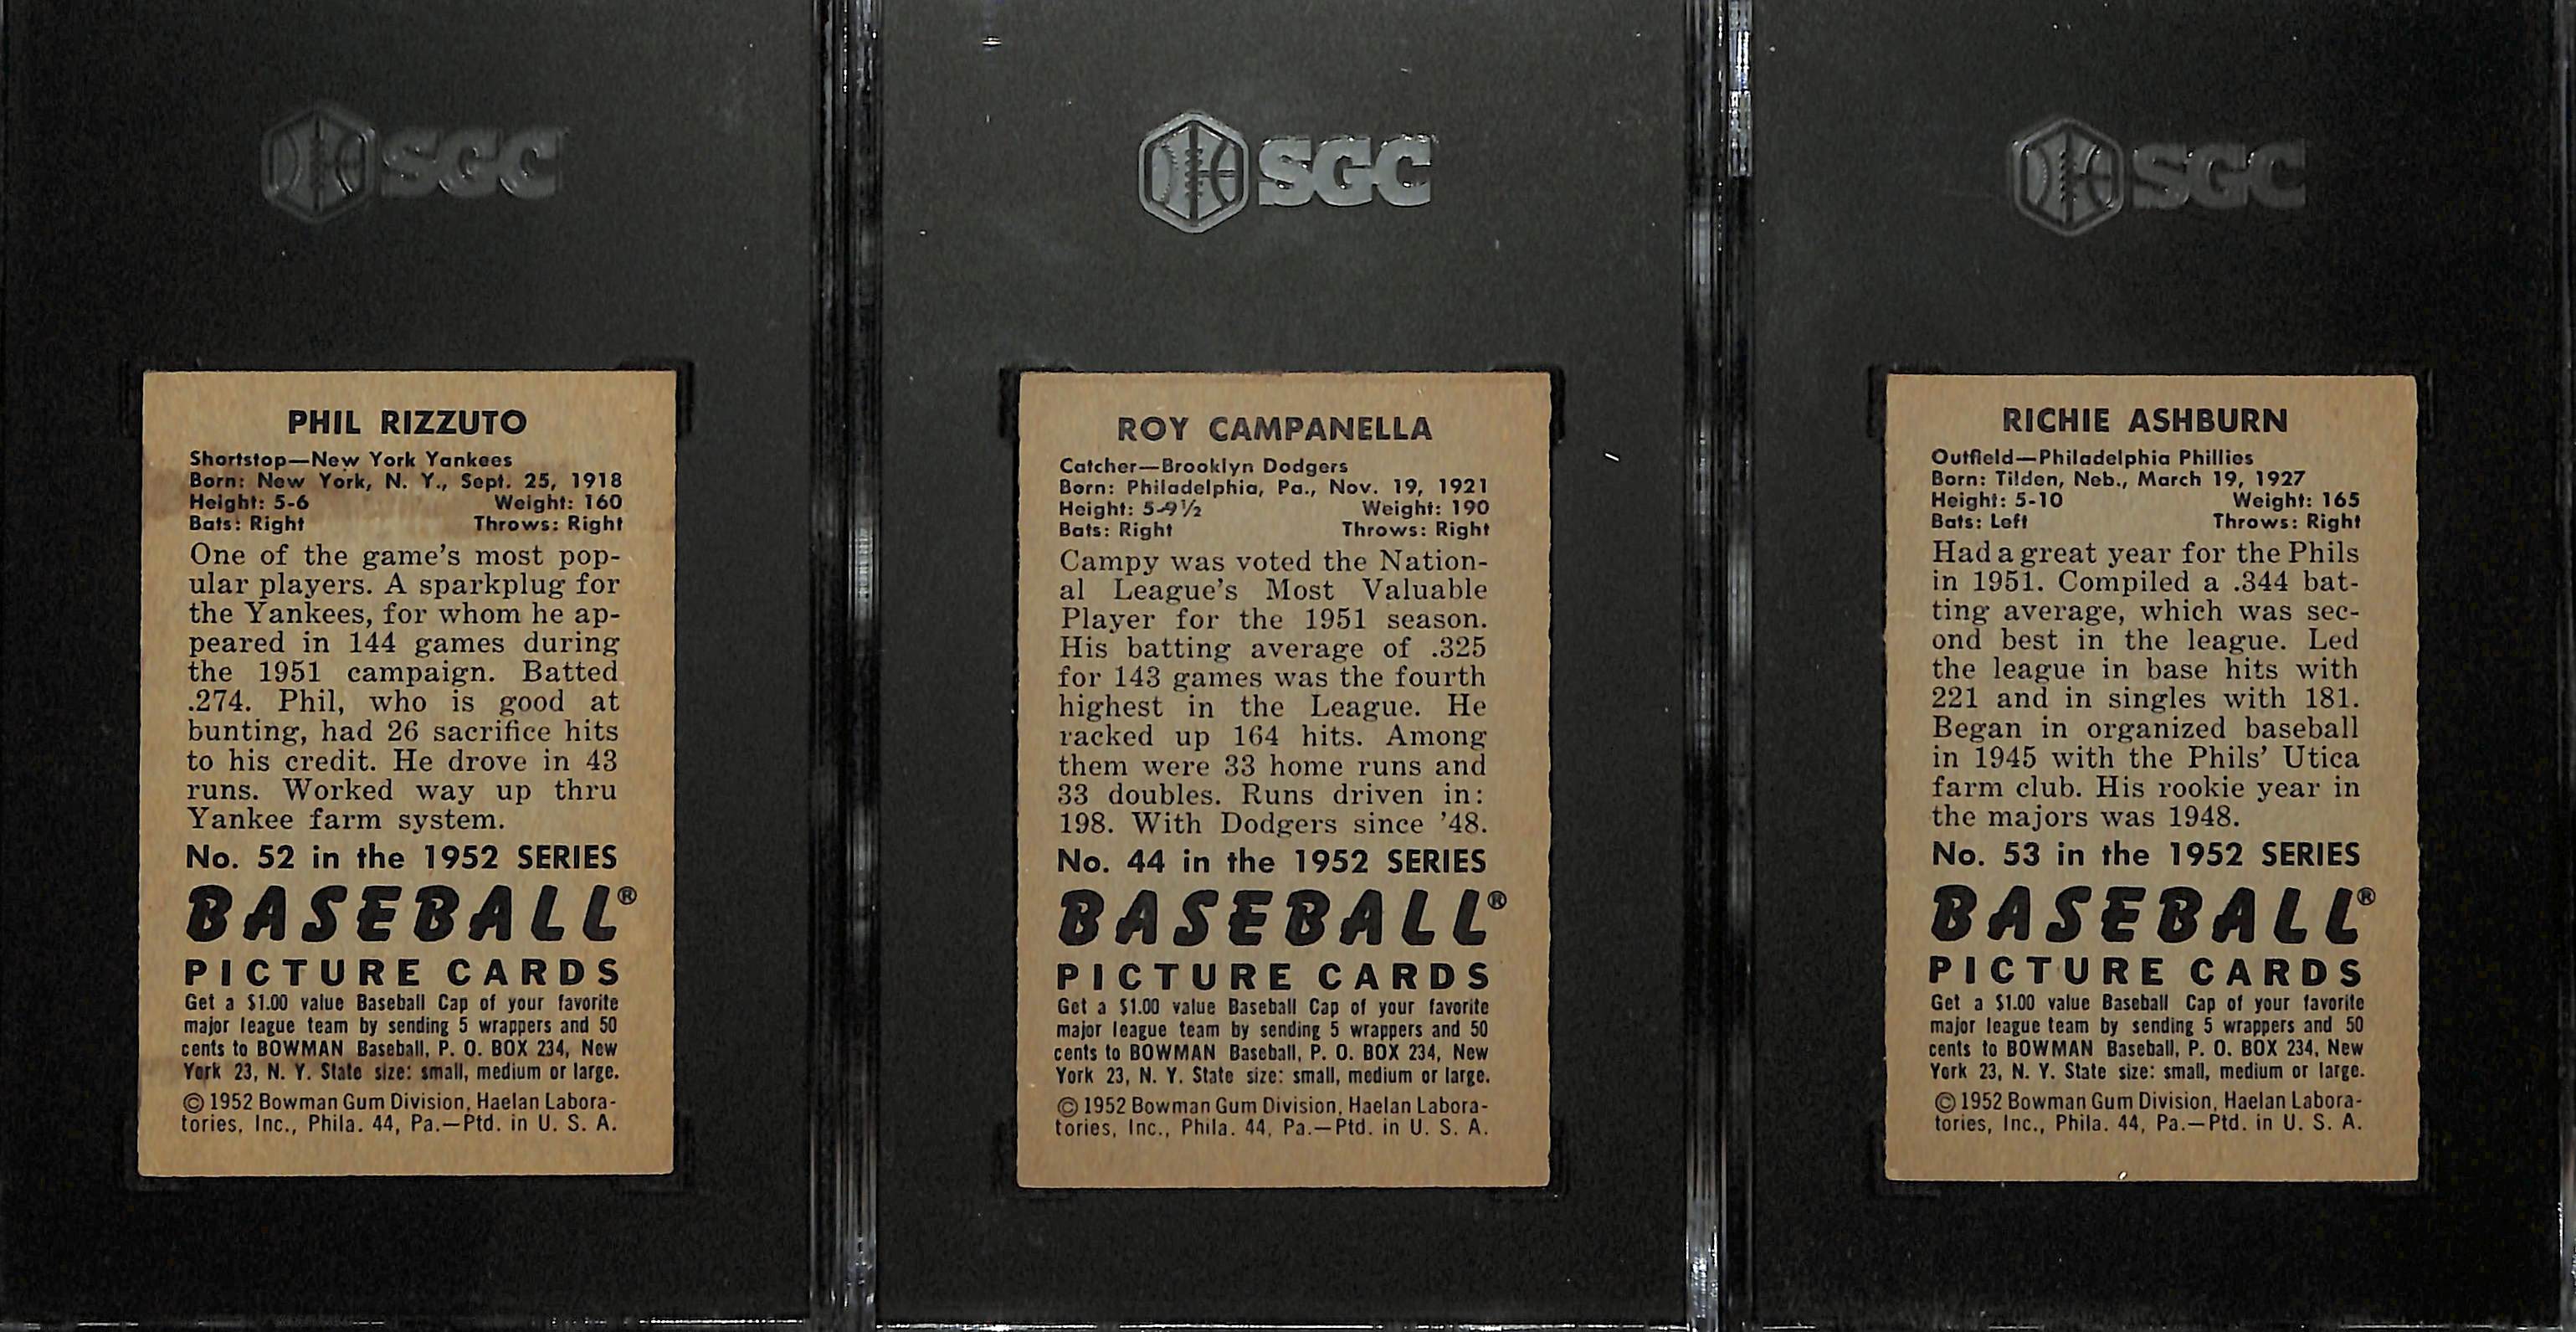 SGC
SGC
SGC
PHIL RIZZUTO
Shortstop—New York Yankees
Born: New York, N. Y., Sept. 25, 1918
Height: 5-6 Weight: 160
Bats: Right Throws: Right
One of the game's most pop-
ular players. A sparkplug for
the Yankees, for whom he ap-
peared in 144 games during
the 1951 campaign. Batted
.274. Phil, who is good at
bunting, had 26 sacrifice hits
to his credit. He drove in 43
runs. Worked way up thru
Yankee farm system.
No. 52 in the 1952 SERIES
BASEBALL®
PICTURE CARDS
Get a $1.00 value Baseball Cap of your favorite
major league team by sending 5 wrappers and 50
cents to BOWMAN Baseball, P. O. BOX 234, New
York 23, N. Y. State size: small, medium or large.
© 1952 Bowman Gum Division, Haelan Labora-
tories, Inc., Phila. 44, Pa.—Ptd. in U. S. A.
ROY CAMPANELLA
Catcher—Brooklyn Dodgers
Born: Philadelphia, Pa., Nov. 19, 1921
Height: 5-9½ Weight: 190
Bats: Right Throws: Right
Campy was voted the Nation-
al League's Most Valuable
Player for the 1951 season.
His batting average of .325
for 143 games was the fourth
highest in the League. He
racked up 164 hits. Among
them were 33 home runs and
33 doubles. Runs driven in:
198. With Dodgers since '48.
No. 44 in the 1952 SERIES
BASEBALL®
PICTURE CARDS
Get a $1.00 value Baseball Cap of your favorite
major league team by sending 5 wrappers and 50
cents to BOWMAN Baseball, P. O. BOX 234, New
York 23, N. Y. State size: small, medium or large.
© 1952 Bowman Gum Division, Haelan Labora-
tories, Inc., Phila. 44, Pa.—Ptd. in U. S. A.
RICHIE ASHBURN
Outfield—Philadelphia Phillies
Born: Tilden, Neb., March 19, 1927
Height: 5-10 Weight: 165
Bats: Left Throws: Right
Had a great year for the Phils
in 1951. Compiled a .344 bat-
ting average, which was sec-
ond best in the league. Led
the league in base hits with
221 and in singles with 181.
Began in organized baseball
in 1945 with the Phils' Utica
farm club. His rookie year in
the majors was 1948.
No. 53 in the 1952 SERIES
BASEBALL®
PICTURE CARDS
Get a $1.00 value Baseball Cap of your favorite
major league team by sending 5 wrappers and 50
cents to BOWMAN Baseball, P. O. BOX 234, New
York 23, N. Y. State size: small, medium or large.
© 1952 Bowman Gum Division, Haelan Labora-
tories, Inc., Phila. 44, Pa.—Ptd. in U. S. A.